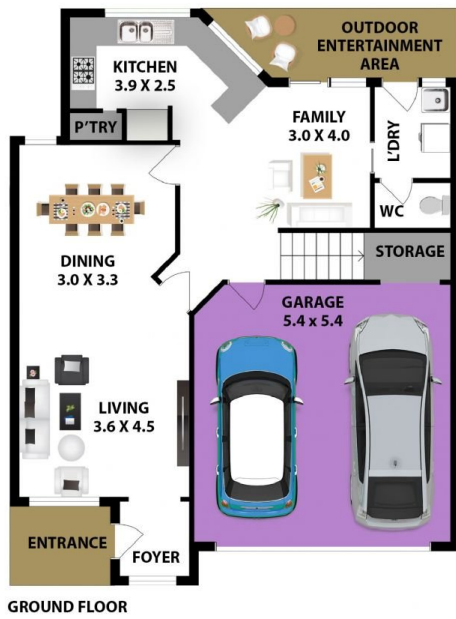 OUTDOOR
ENTERTAINMENT
AREA
KITCHEN
3.9 X 2.5
P'TRY
FAMILY
3.0 X 4.0
L'DRY
WC
DINING
3.0 X 3.3
STORAGE
GARAGE
5.4 x 5.4
LIVING
3.6 X 4.5
ENTRANCE
FOYER
GROUND FLOOR